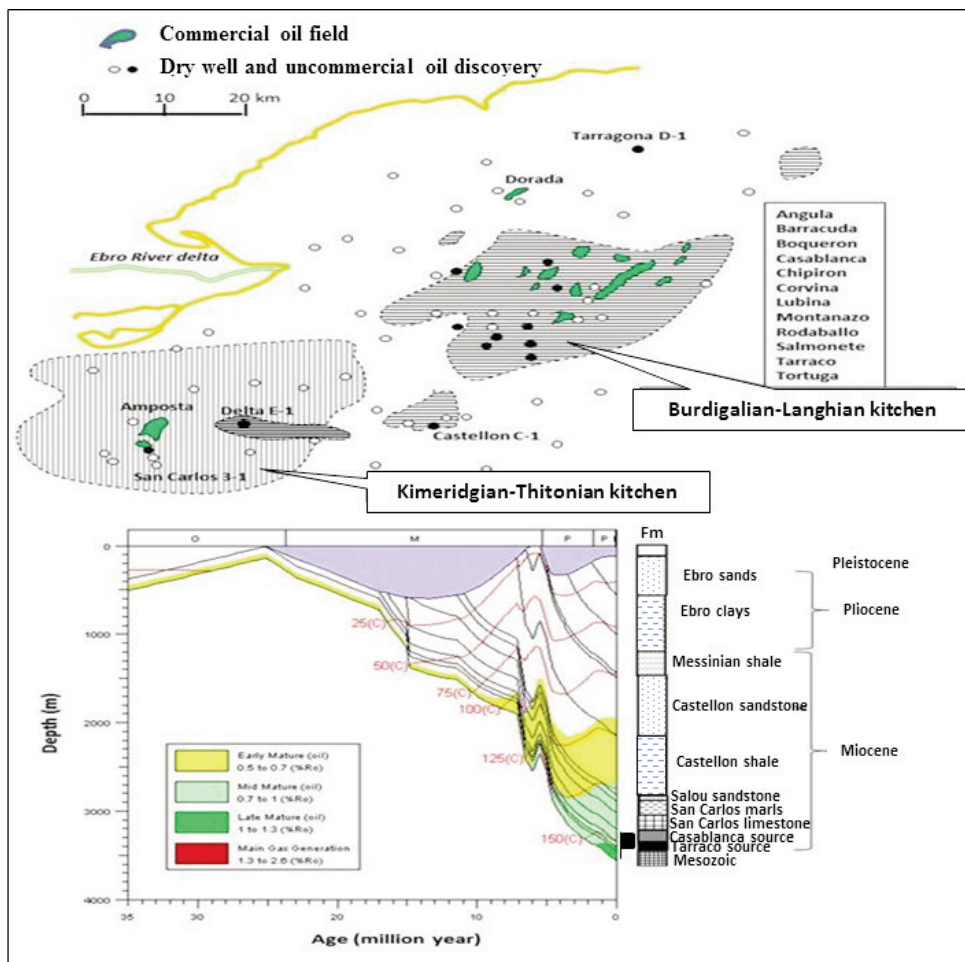 Commercial oil field
Dry well and uncommercial oil discovery
0 10 20 km
Tarragona D-1
Dorada
Ebro River delta
Angula
Barracuda
Boqueron
Casablanca
Chipiron
Corvina
Lubina
Montanazo
Rodaballo
Salmonete
Tarraco
Tortuga
Burdigalian-Langhian kitchen
Amposta
Delta E-1
Castellon C-1
San Carlos 3-1
Kimeridgian-Thitonian kitchen
O M P P
Fm
0
1000
2000
3000
4000
Depth (m)
25(C)
50(C)
75(C)
100(C)
125(C)
150(C)
Early Mature (oil)
0.5 to 0.7 (%Ro)
Mid Mature (oil)
0.7 to 1 (%Ro)
Late Mature (oil)
1 to 1.3 (%Ro)
Main Gas Generation
1.3 to 2.6 (%Ro)
35 30 20 10 0
Age (million year)
Ebro sands
Ebro clays
Messinian shale
Castellon sandstone
Castellon shale
Salou sandstone
San Carlos marls
San Carlos limestone
Casablanca source
Tarraco source
Mesozoic
Pleistocene
Pliocene
Miocene